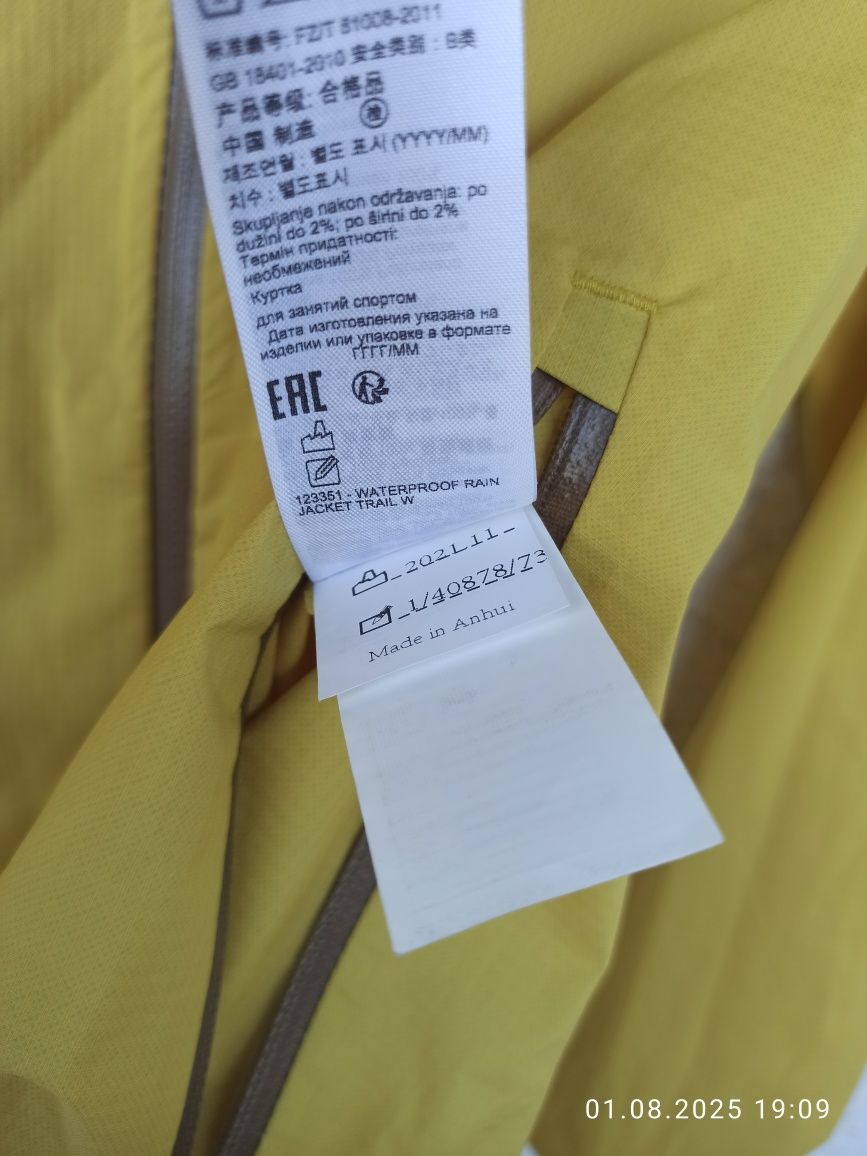 标准编号: FZ/T 81008-2011
GB 18401-2010 安全类别：B类
产品等级: 合格品
中国 制造 检
제조연월 : 별도 표시 (YYYY/MM)
치수 : 별도표시
Skupljanje nakon održavanja: po
dužini do 2%; po širini do 2%
Термін придатності:
необмежений
Куртка
для занятий спортом
Дата изготовления указана на
изделии или упаковке в формате
ГГГГ/ММ
EAC
123351 - WATERPROOF RAIN
JACKET TRAIL W
_2021.11_
_1/40878/73
Made in Anhui
01.08.2025 19:09